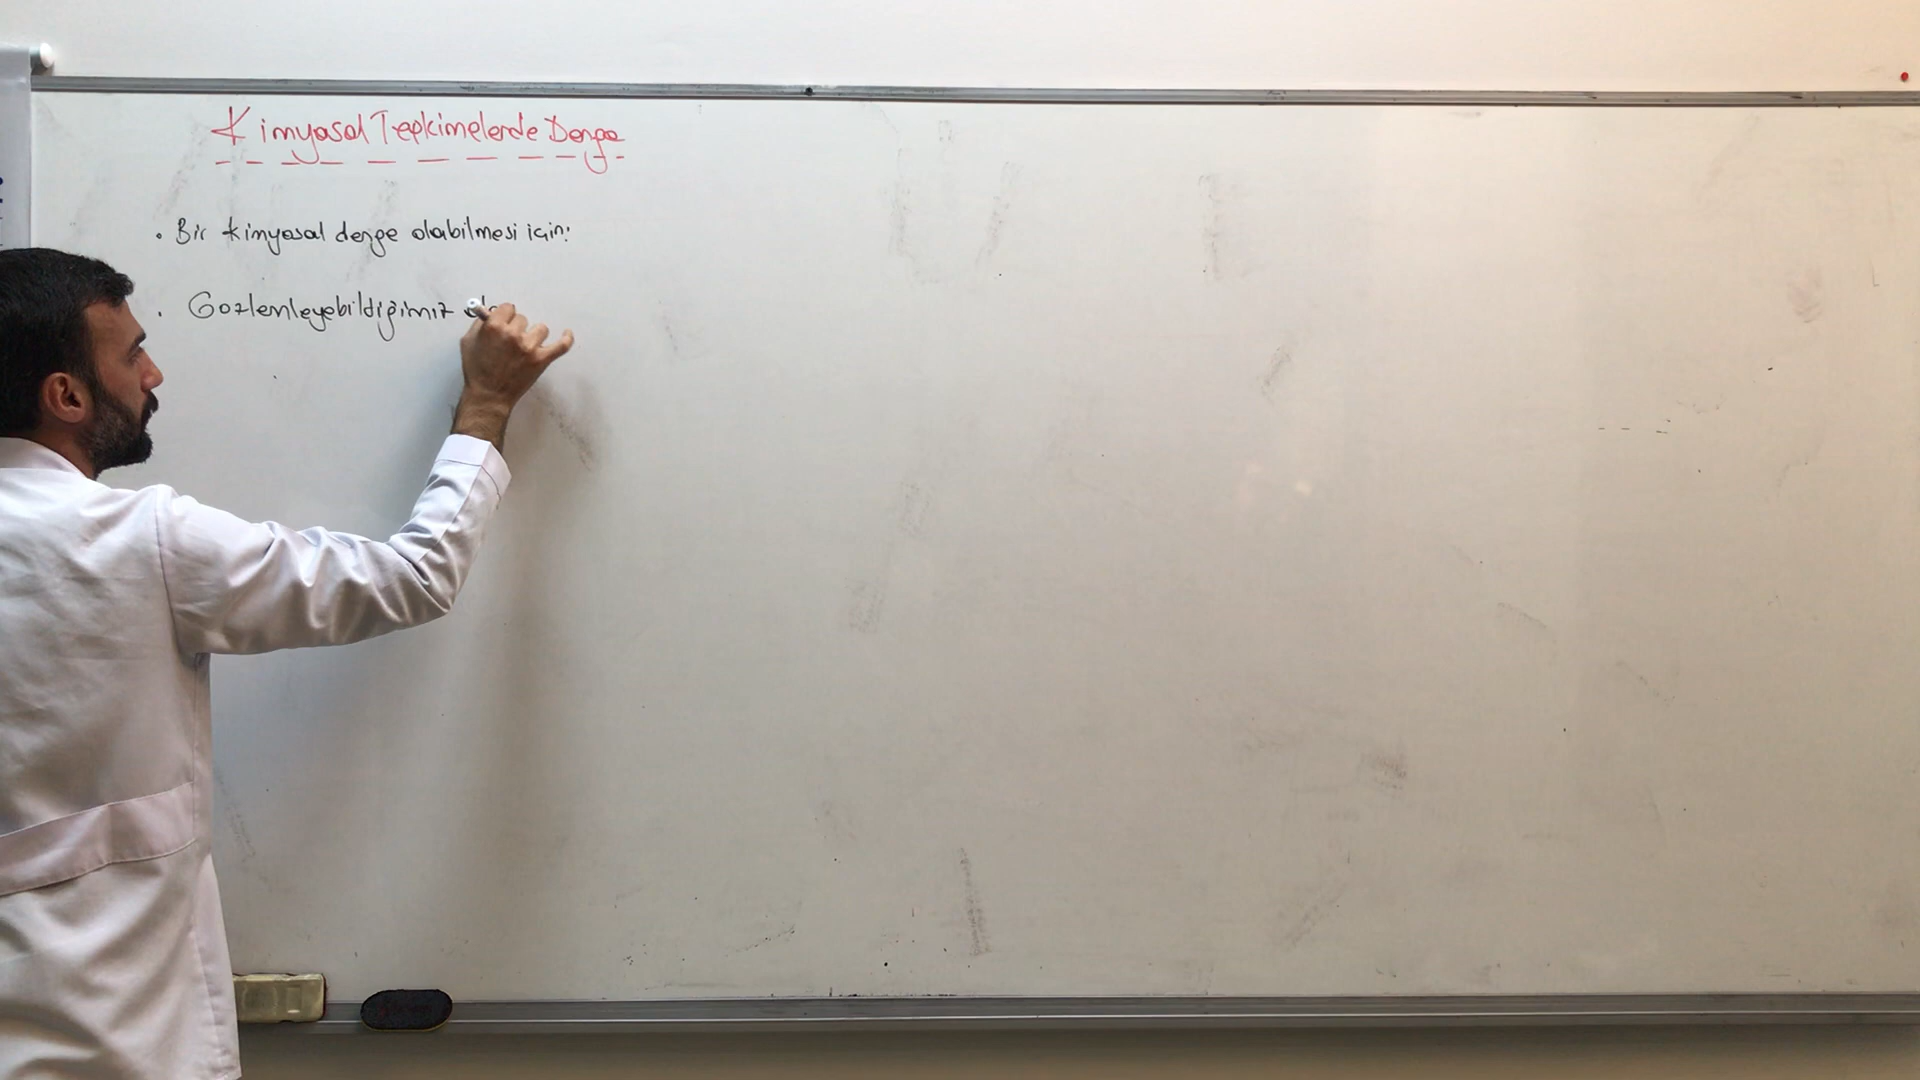 Kimyasal Tepkimelerde Denge
• Bir kimyasal denge olabilmesi için:
• Gozlemleyebildiğimiz